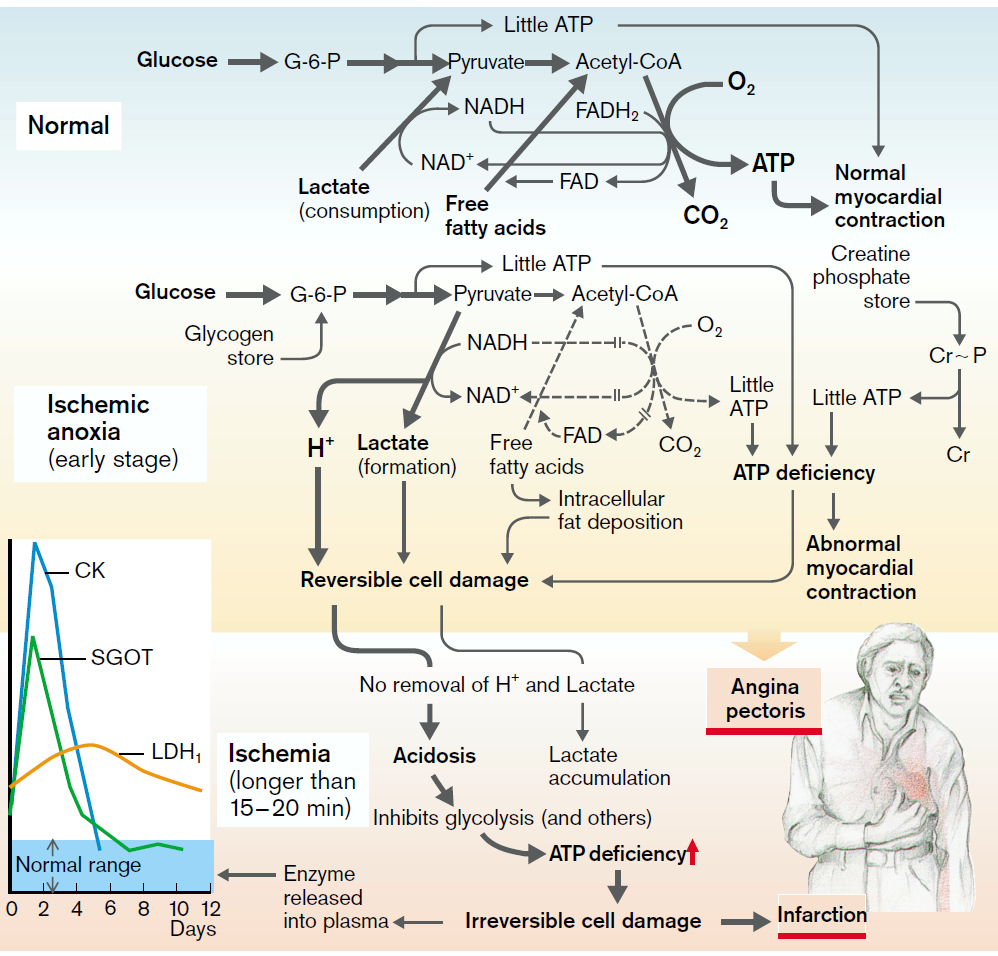 Little ATP
Glucose
G-6-P
Pyruvate
Acetyl-CoA
O₂
NADH
FADH₂
Normal
NAD⁺
ATP
FAD
Lactate
(consumption)
Free
fatty acids
CO₂
Normal
myocardial
contraction
Creatine
phosphate
store
Little ATP
Glucose
G-6-P
Pyruvate
Acetyl-CoA
Glycogen
store
O₂
NADH
Cr~P
NAD⁺
Little
ATP
Little ATP
Ischemic
anoxia
(early stage)
H⁺
Lactate
(formation)
Free
fatty acids
FAD
CO₂
Cr
ATP deficiency
Intracellular
fat deposition
Abnormal
myocardial
contraction
Reversible cell damage
CK
SGOT
LDH₁
Normal range
0 2 4 6 8 10 12
Days
No removal of H⁺ and Lactate
Angina
pectoris
Ischemia
(longer than
15–20 min)
Acidosis
Lactate
accumulation
Inhibits glycolysis (and others)
ATP deficiency
Enzyme
released
into plasma
Irreversible cell damage
Infarction